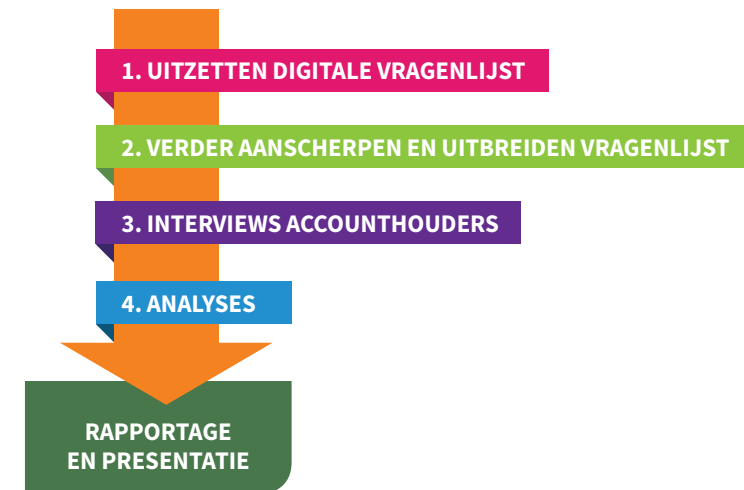 1. UITZETTEN DIGITALE VRAGENLIJST
2. VERDER AANSCHERPEN EN UITBREIDEN VRAGENLIJST
3. INTERVIEWS ACCOUNTHOUDERS
4. ANALYSES
RAPPORTAGE
EN PRESENTATIE